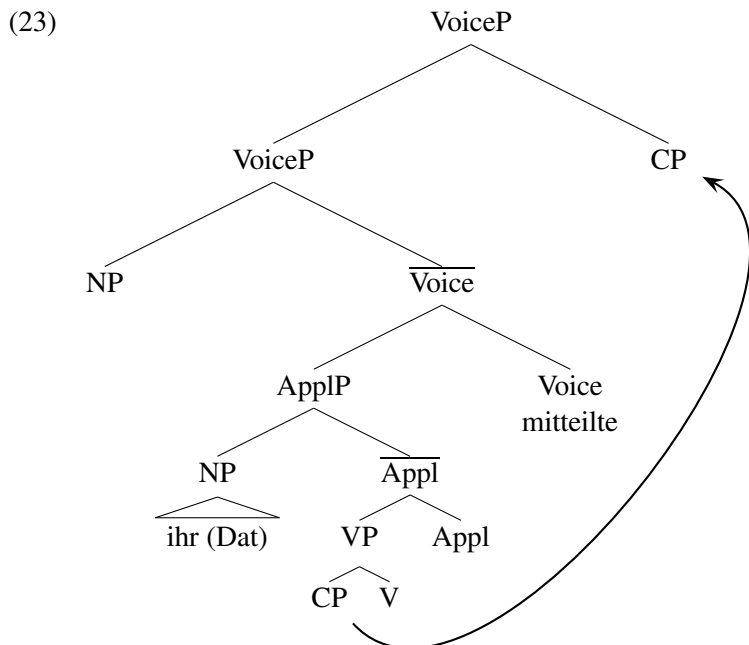 (23) VoiceP
VoiceP CP
NP Voice
ApplP Voice
mitteilte
NP Appl
ihr (Dat) VP Appl
CP V